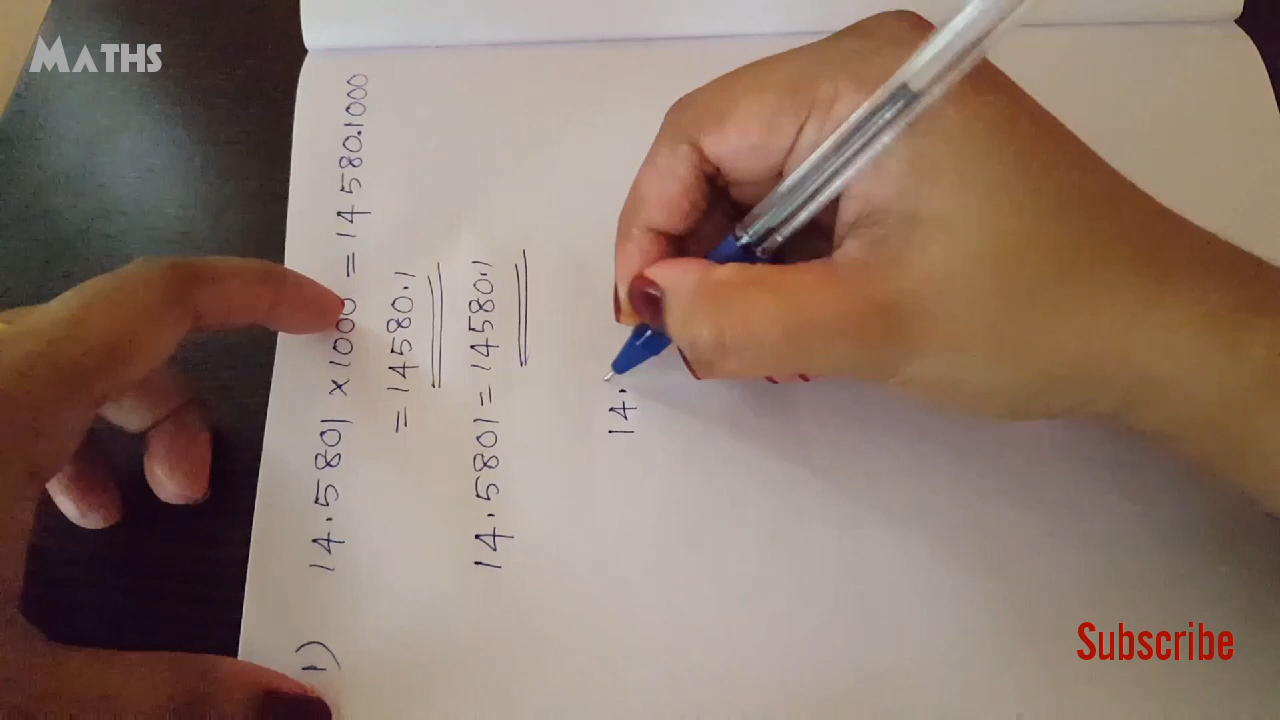 MATHS
1) 14.5801 x 1000 = 14580.1000
= 14580.1
14.5801 = 14580.1
14.
Subscribe